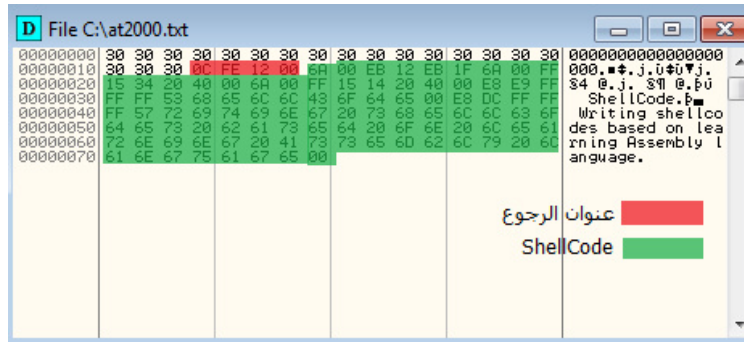 D File C:\at2000.txt
00000000 30 30 30 30 30 30 30 30 30 30 30 30 30 30 30 30 0000000000000000
00000010 30 30 30 0C FE 12 00 6A 00 EB 12 EB 1F 6A 00 FF 000.■‡.j.ù‡ù▼j.
00000020 15 34 20 40 00 6A 00 FF 15 14 20 40 00 E8 E9 FF §4 @.j. §¶ @.þú
00000030 FF FF 53 68 65 6C 6C 43 6F 64 65 00 E8 DC FF FF ShellCode.þ▄
00000040 FF 57 72 69 74 69 6E 67 20 73 68 65 6C 6C 63 6F Writing shellco
00000050 64 65 73 20 62 61 73 65 64 20 6F 6E 20 6C 65 61 des based on lea
00000060 72 6E 69 6E 67 20 41 73 73 65 6D 62 6C 79 20 6C rning Assembly l
00000070 61 6E 67 75 61 67 65 00 anguage.
عنوان الرجوع
ShellCode